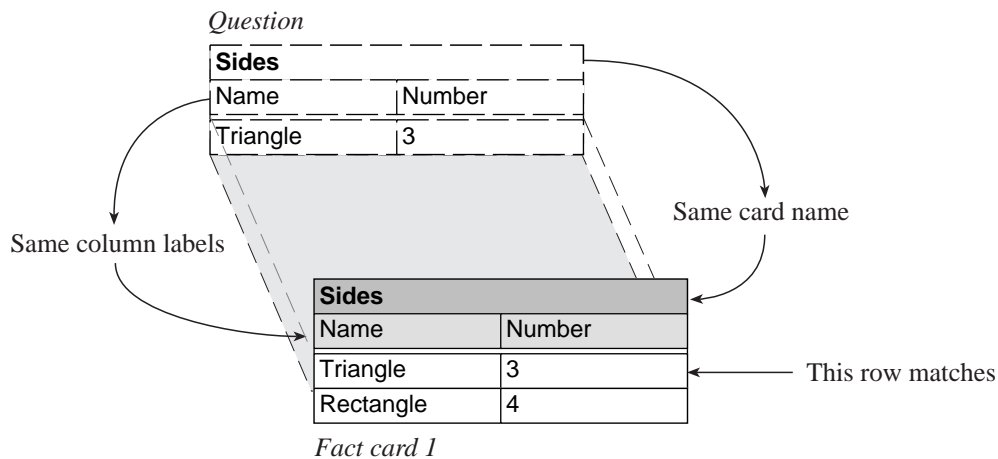 Question
Sides
Name Number
Triangle 3
Same card name
Same column labels
Sides
Name Number
Triangle 3
This row matches
Rectangle 4
Fact card 1